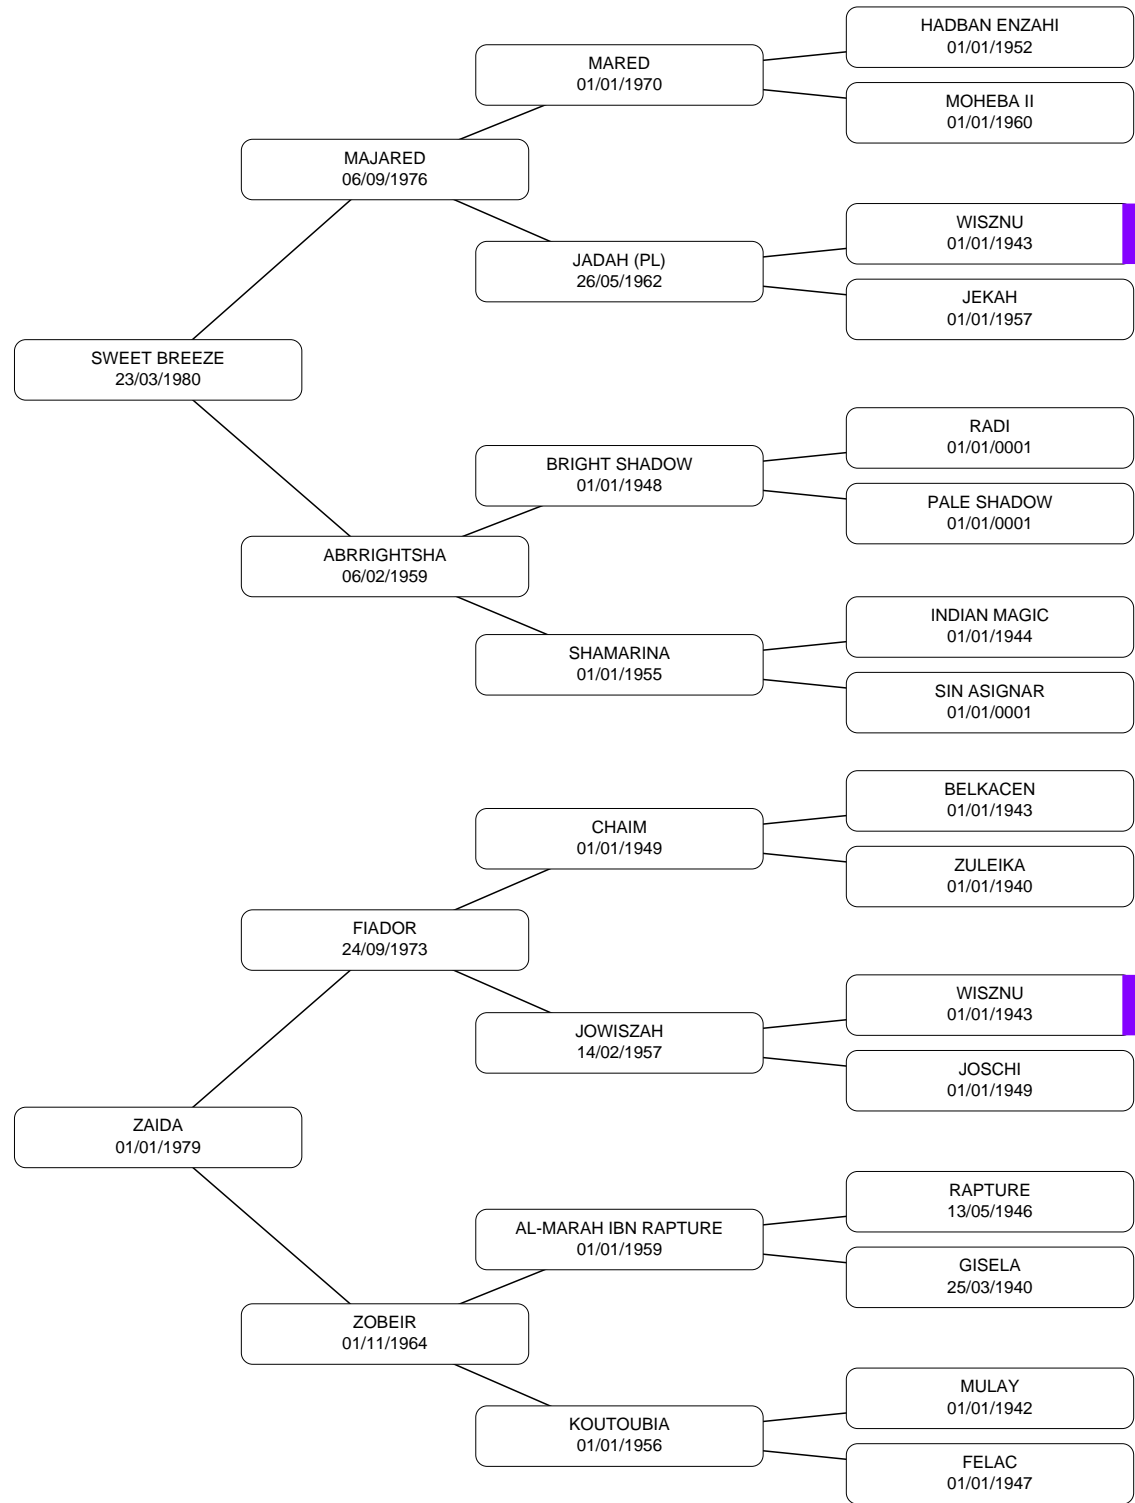 HADBAN ENZAHI
01/01/1952
MARED
01/01/1970
MOHEBA II
01/01/1960
MAJARED
06/09/1976
WISZNU
01/01/1943
JADAH (PL)
26/05/1962
JEKAH
01/01/1957
SWEET BREEZE
23/03/1980
RADI
01/01/0001
BRIGHT SHADOW
01/01/1948
PALE SHADOW
01/01/0001
ABRRIGHTSHA
06/02/1959
INDIAN MAGIC
01/01/1944
SHAMARINA
01/01/1955
SIN ASIGNAR
01/01/0001
BELKACEN
01/01/1943
CHAIM
01/01/1949
ZULEIKA
01/01/1940
FIADOR
24/09/1973
WISZNU
01/01/1943
JOWISZAH
14/02/1957
JOSCHI
01/01/1949
ZAIDA
01/01/1979
RAPTURE
13/05/1946
AL-MARAH IBN RAPTURE
01/01/1959
GISELA
25/03/1940
ZOBEIR
01/11/1964
MULAY
01/01/1942
KOUTOUBIA
01/01/1956
FELAC
01/01/1947